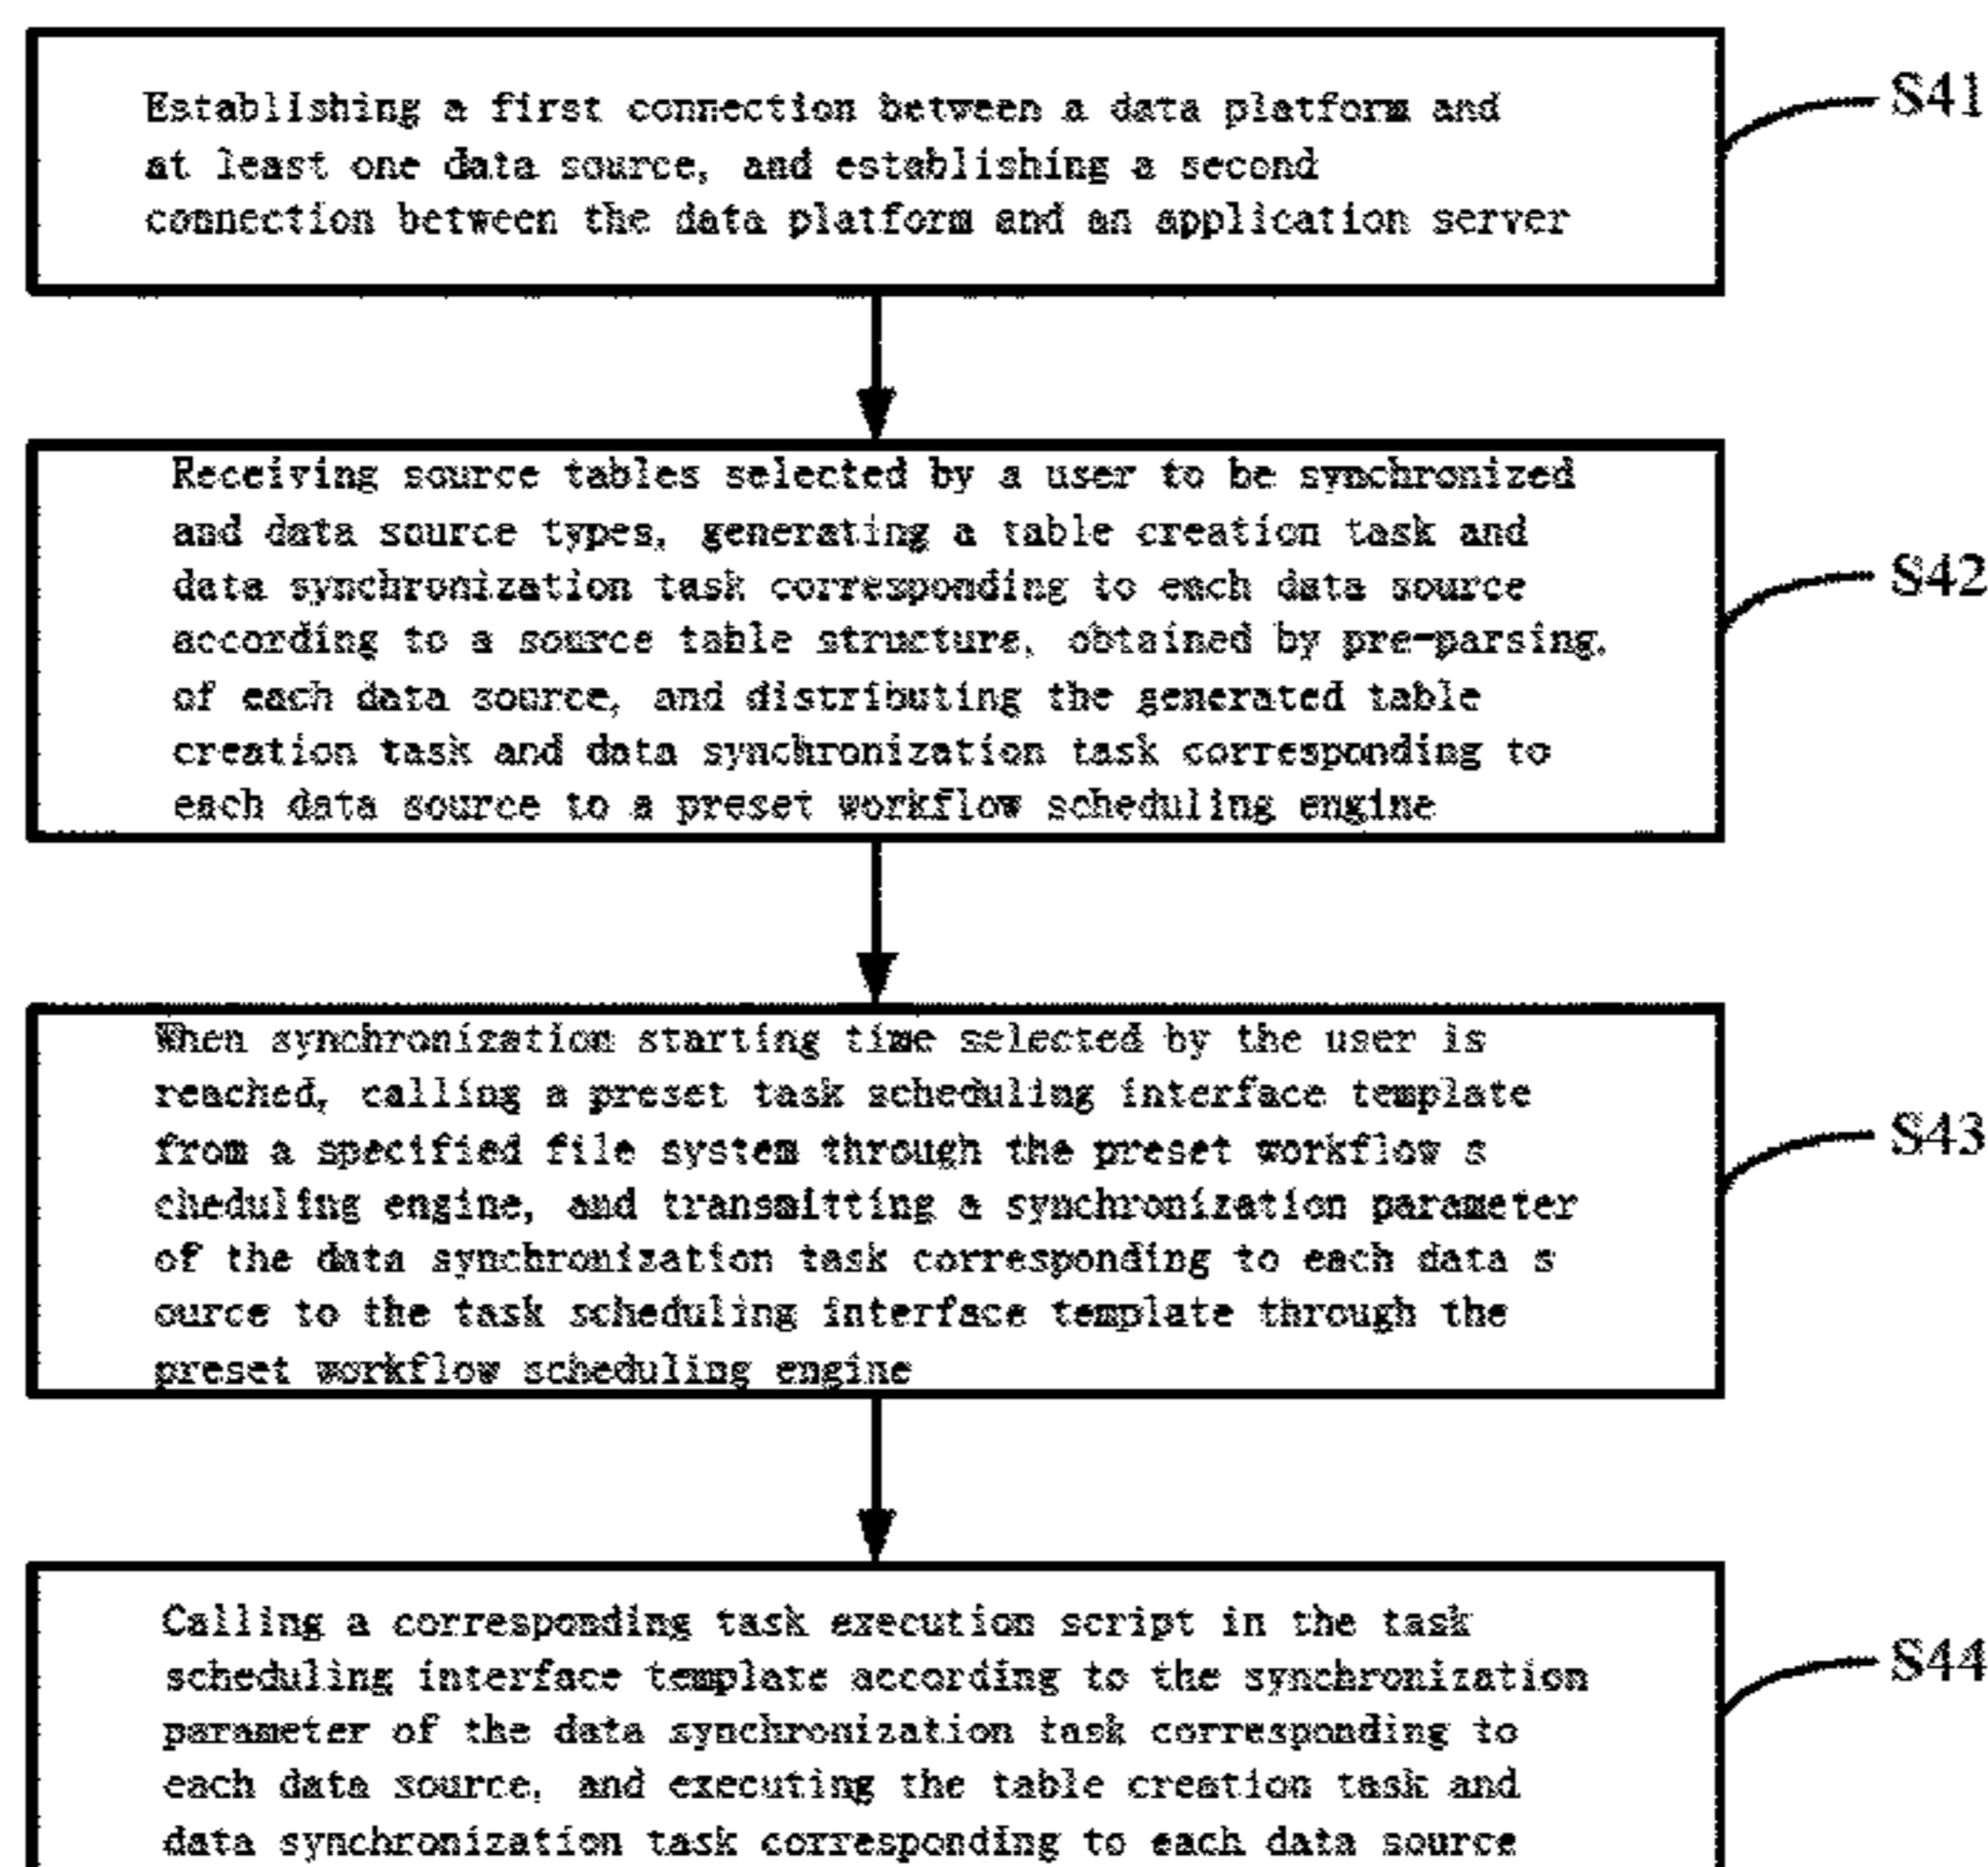 Establishing a first connection between a data platform and
at least one data source, and establishing a second
connection between the data platform and an application server
S41
Receiving source tables selected by a user to be synchronized
and data source types, generating a table creation task and
data synchronization task corresponding to each data source
according to a source table structure, obtained by pre-parsing,
of each data source, and distributing the generated table
creation task and data synchronization task corresponding to
each data source to a preset workflow scheduling engine
S42
When synchronization starting time selected by the user is
reached, calling a preset task scheduling interface template
from a specified file system through the preset workflow s
cheduling engine, and transmitting a synchronization parameter
of the data synchronization task corresponding to each data s
ource to the task scheduling interface template through the
preset workflow scheduling engine
S43
Calling a corresponding task execution script in the task
scheduling interface template according to the synchronization
parameter of the data synchronization task corresponding to
each data source, and executing the table creation task and
data synchronization task corresponding to each data source
S44